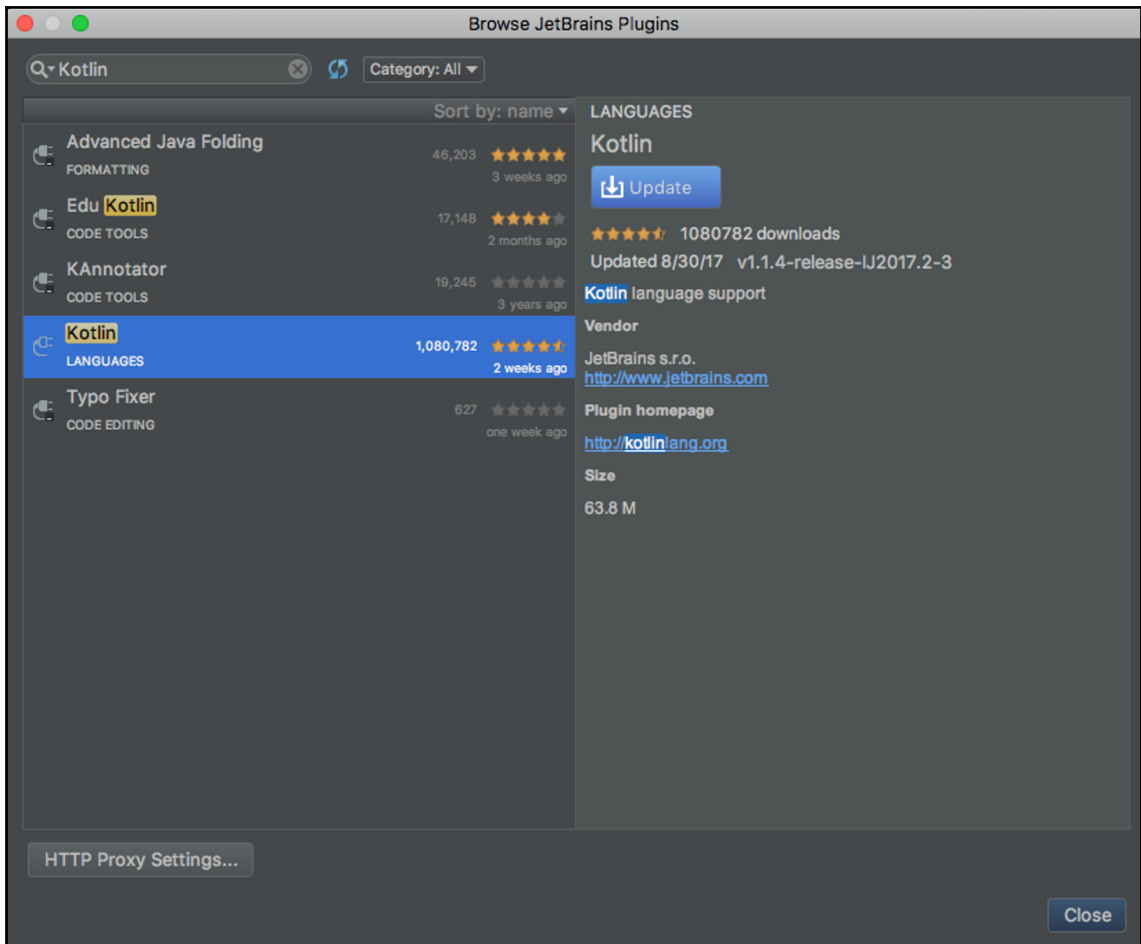 Browse JetBrains Plugins
Kotlin
Category: All
Sort by: name
Advanced Java Folding
46,203
FORMATTING
3 weeks ago
Edu Kotlin
17,148
CODE TOOLS
2 months ago
KAnnotator
19,245
CODE TOOLS
3 years ago
Kotlin
1,080,782
LANGUAGES
2 weeks ago
Typo Fixer
627
CODE EDITING
one week ago
LANGUAGES
Kotlin
Update
1080782 downloads
Updated 8/30/17 v1.1.4-release-IJ2017.2-3
Kotlin language support
Vendor
JetBrains s.r.o.
http://www.jetbrains.com
Plugin homepage
http://kotlinlang.org
Size
63.8 M
HTTP Proxy Settings...
Close